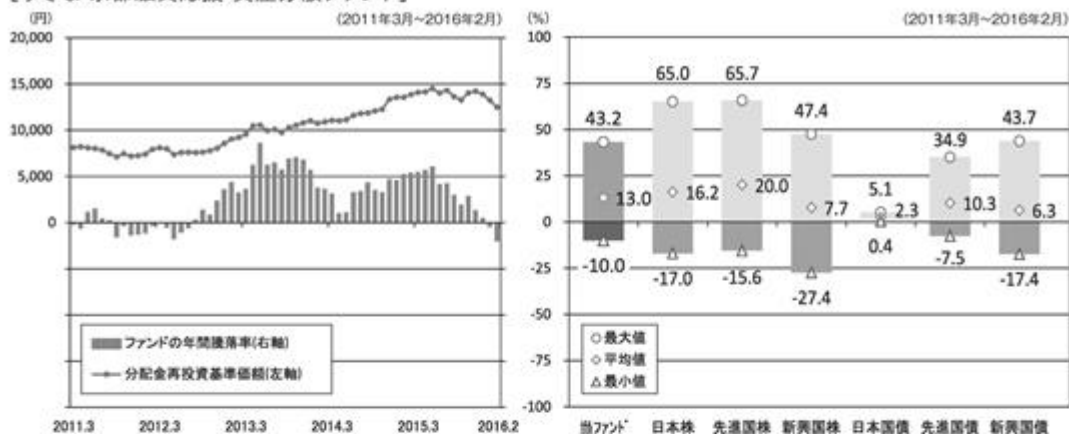 (円)
(2011年3月~2016年2月)
20,000
15,000
10,000
5,000
0
ファンドの年間騰落率(右軸)
分配金再投資基準価額(左軸)
2011.3 2012.3 2013.3 2014.3 2015.3 2016.2
(%)
(2011年3月~2016年2月)
100
75
50
25
0
-25
-50
-75
-100
43.2 65.0 65.7 47.4 5.1 34.9 43.7
13.0 16.2 20.0 7.7 2.3 10.3 6.3
-10.0 -17.0 -15.6 -27.4 0.4 -7.5 -17.4
最大値
平均値
最小値
当ファンド 日本株 先進国株 新興国株 日本国債 先進国債 新興国債